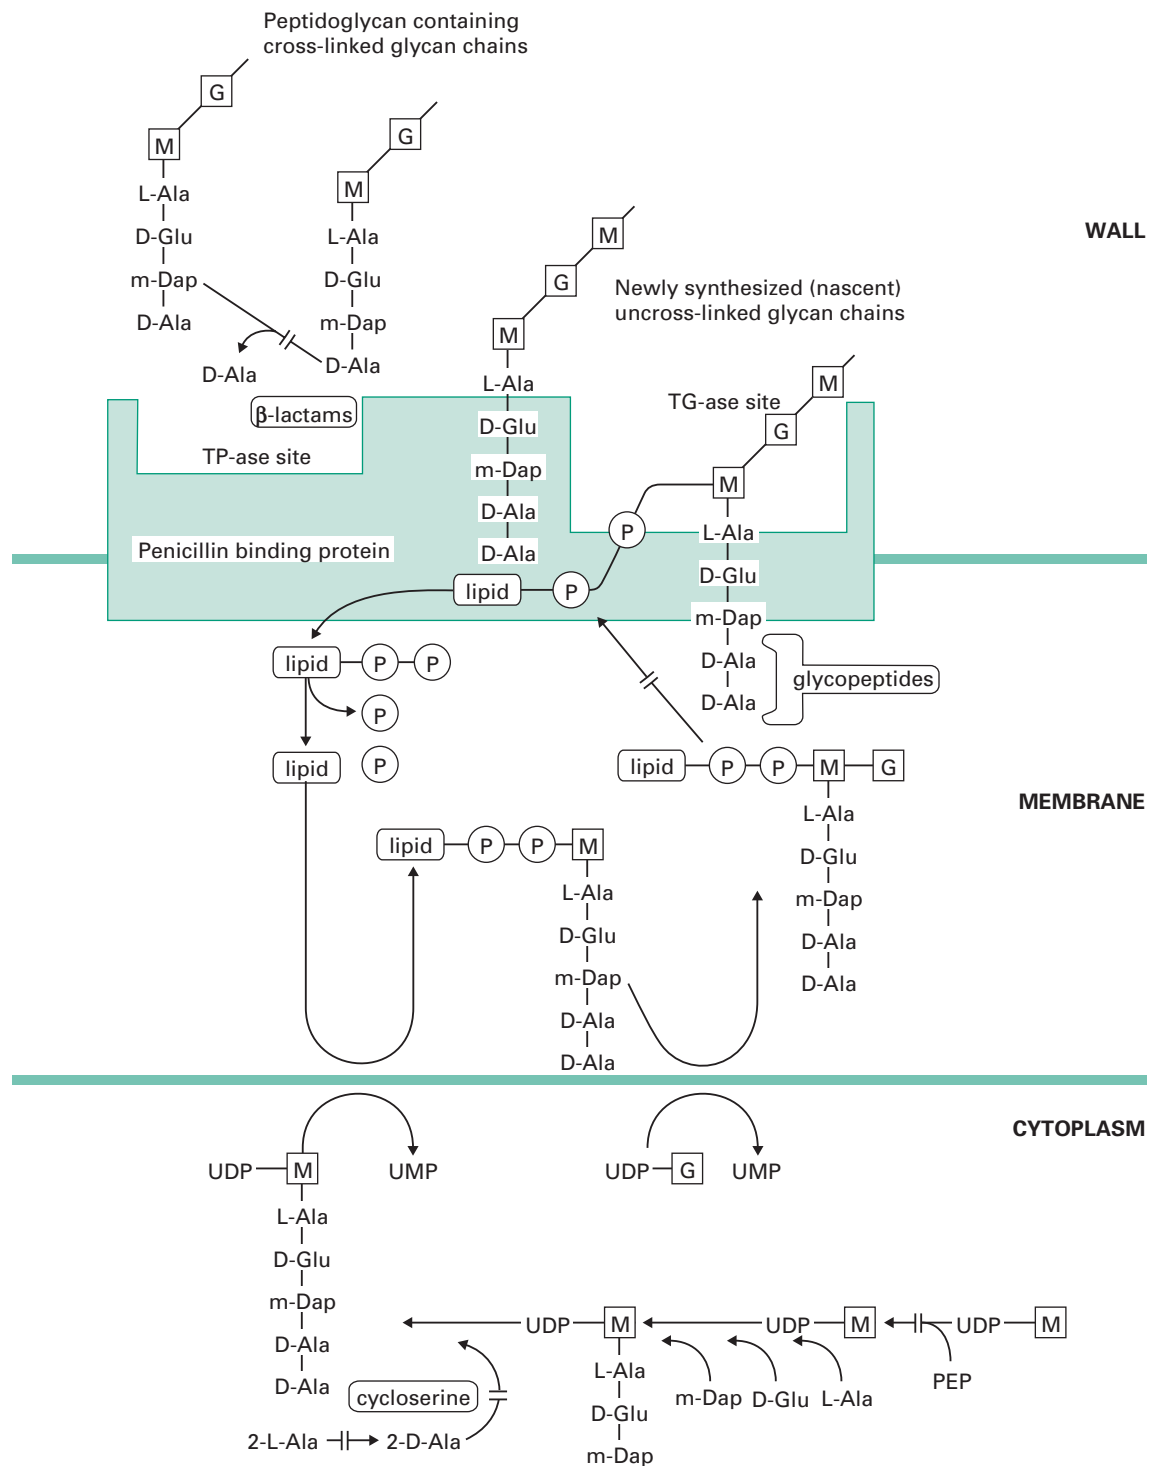 Peptidoglycan containing
cross-linked glycan chains
G
G
M
M
L-Ala
D-Glu
m-Dap
D-Ala
L-Ala
D-Glu
m-Dap
D-Ala
D-Ala
WALL
M
G
M
Newly synthesized (nascent)
uncross-linked glycan chains
L-Ala
D-Glu
m-Dap
D-Ala
D-Ala
β-lactams
TP-ase site
TG-ase site
M
G
M
P
L-Ala
D-Glu
m-Dap
D-Ala
D-Ala
Penicillin binding protein
lipid P
glycopeptides
lipid P P
P
lipid P
lipid P P M G
L-Ala
D-Glu
m-Dap
D-Ala
D-Ala
MEMBRANE
lipid P P M
L-Ala
D-Glu
m-Dap
D-Ala
D-Ala
CYTOPLASM
UDP M UMP
L-Ala
D-Glu
m-Dap
D-Ala
D-Ala
UDP G UMP
UDP M UDP M UDP M
L-Ala
D-Glu
m-Dap
m-Dap D-Glu L-Ala PEP
cycloserine
2-L-Ala 2-D-Ala